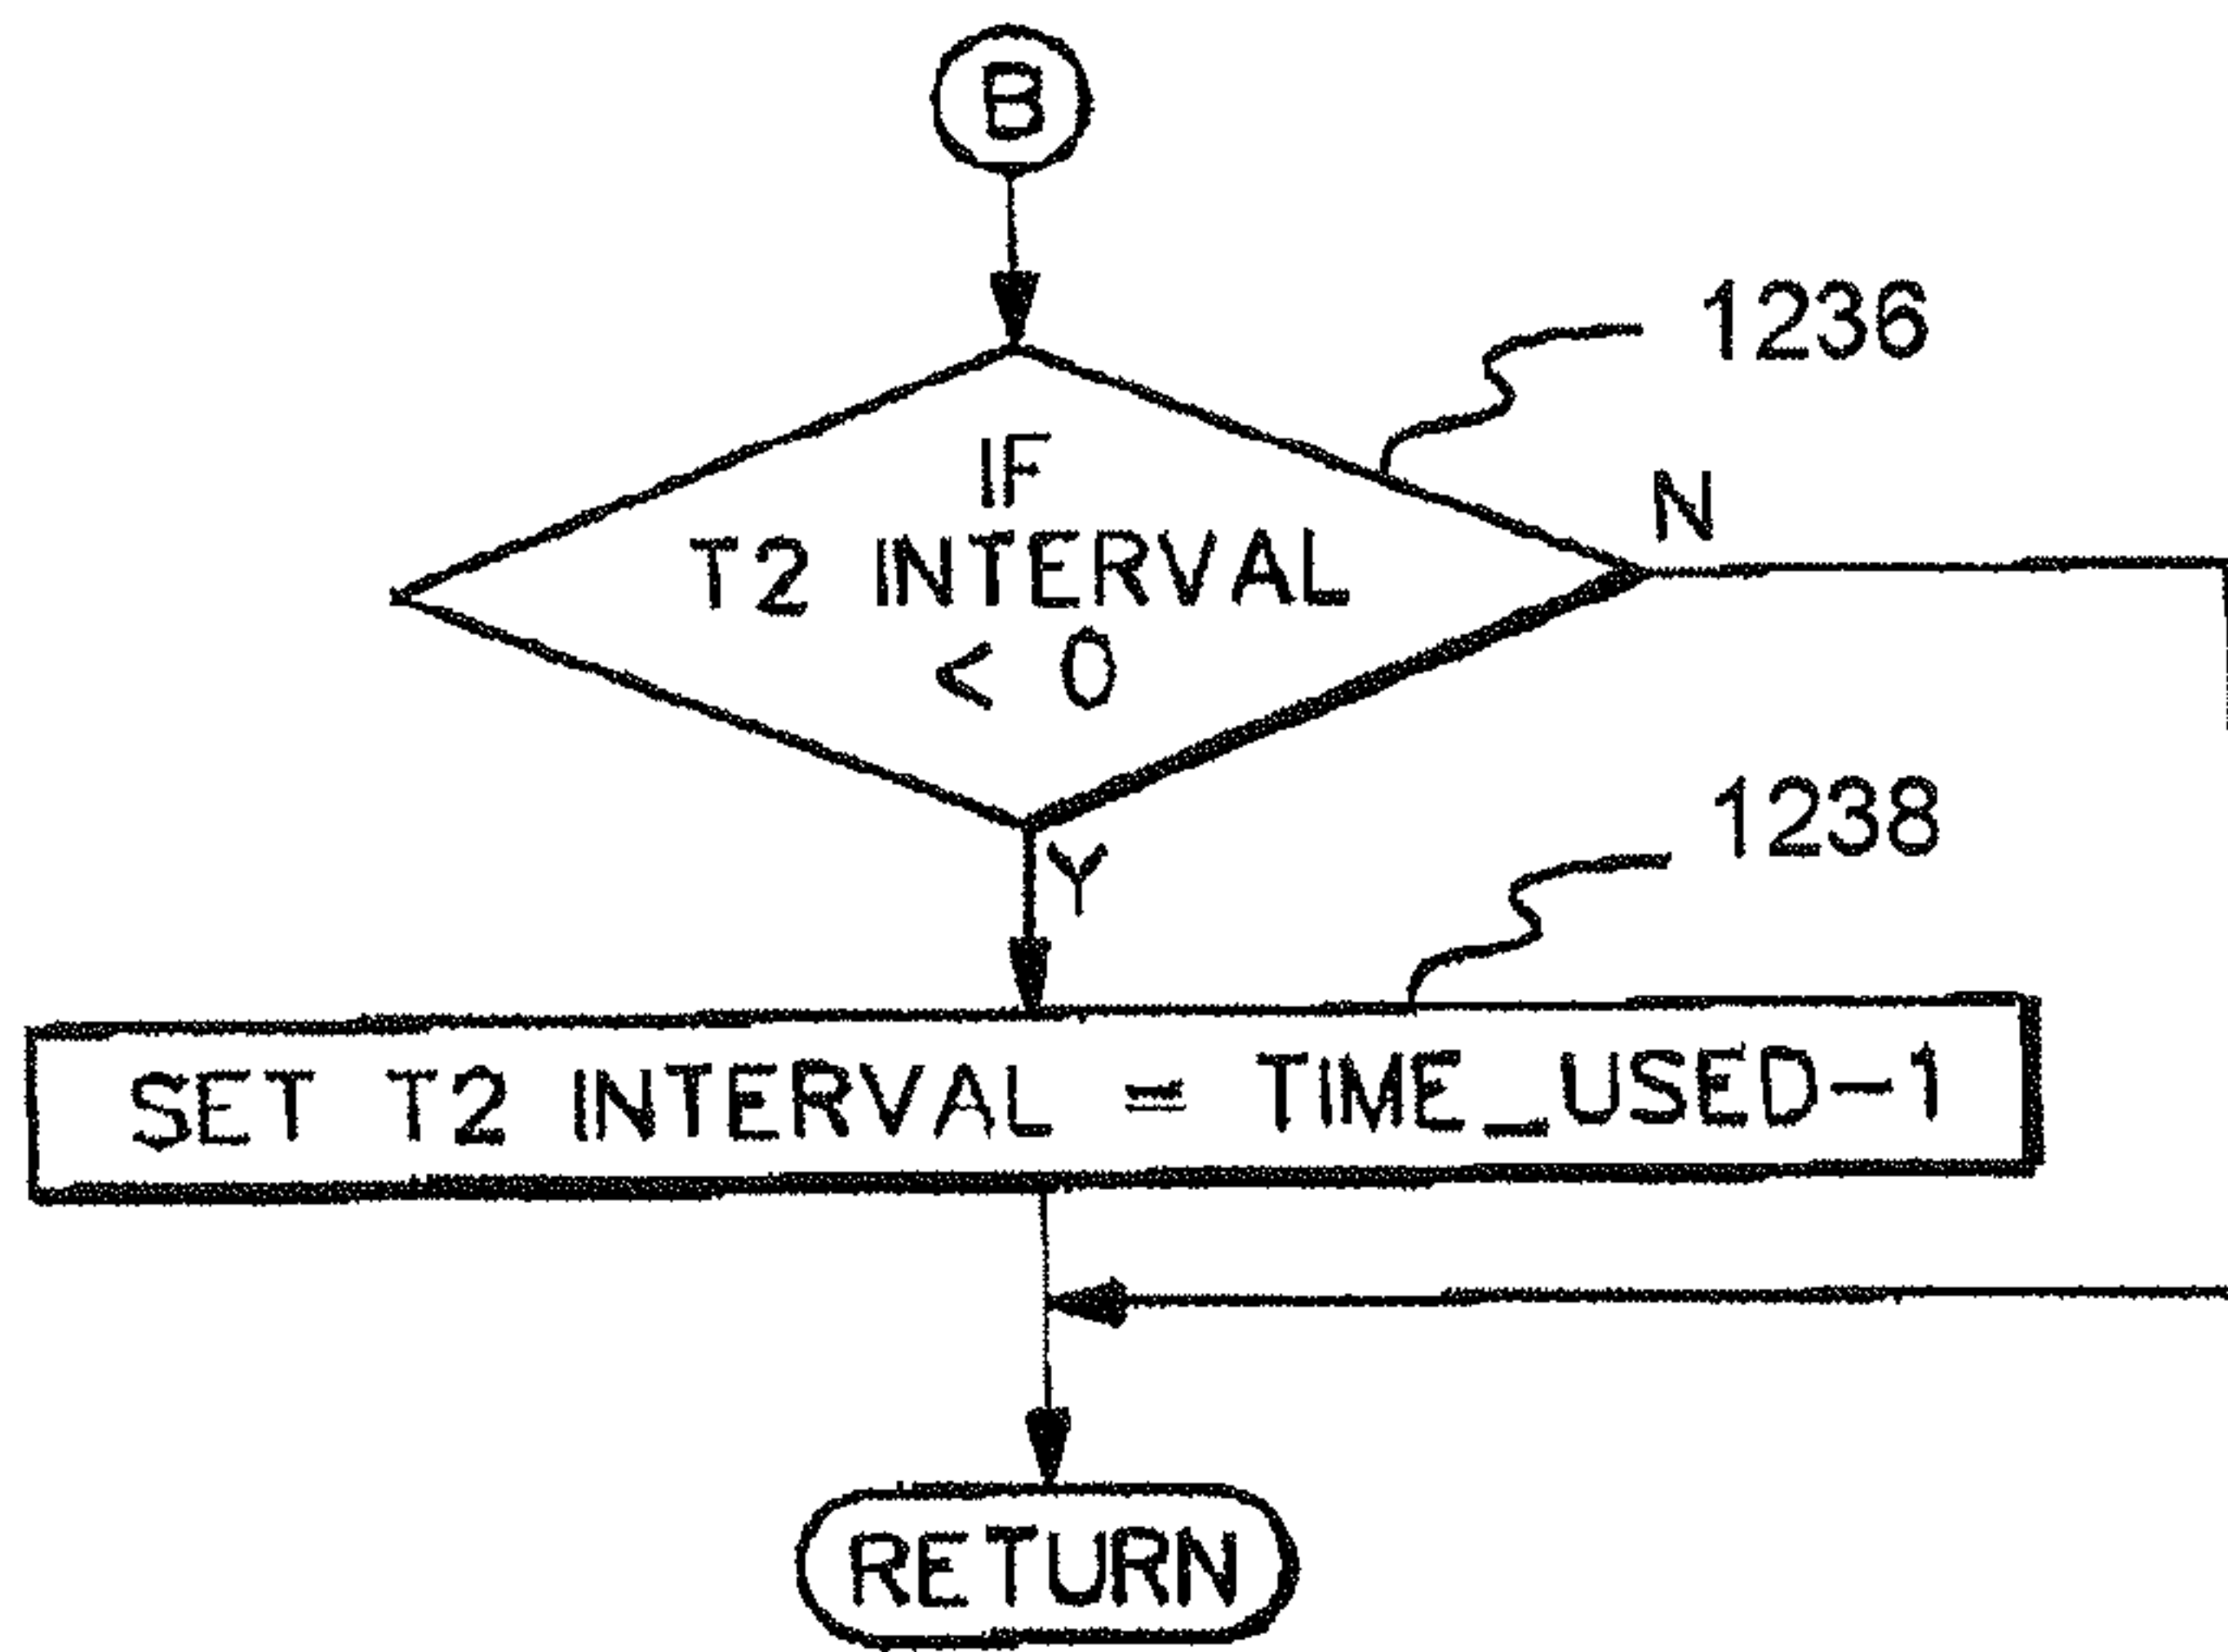 B
1236
IF
T2 INTERVAL
< 0
N
Y
1238
SET T2 INTERVAL = TIME_USED-1
RETURN